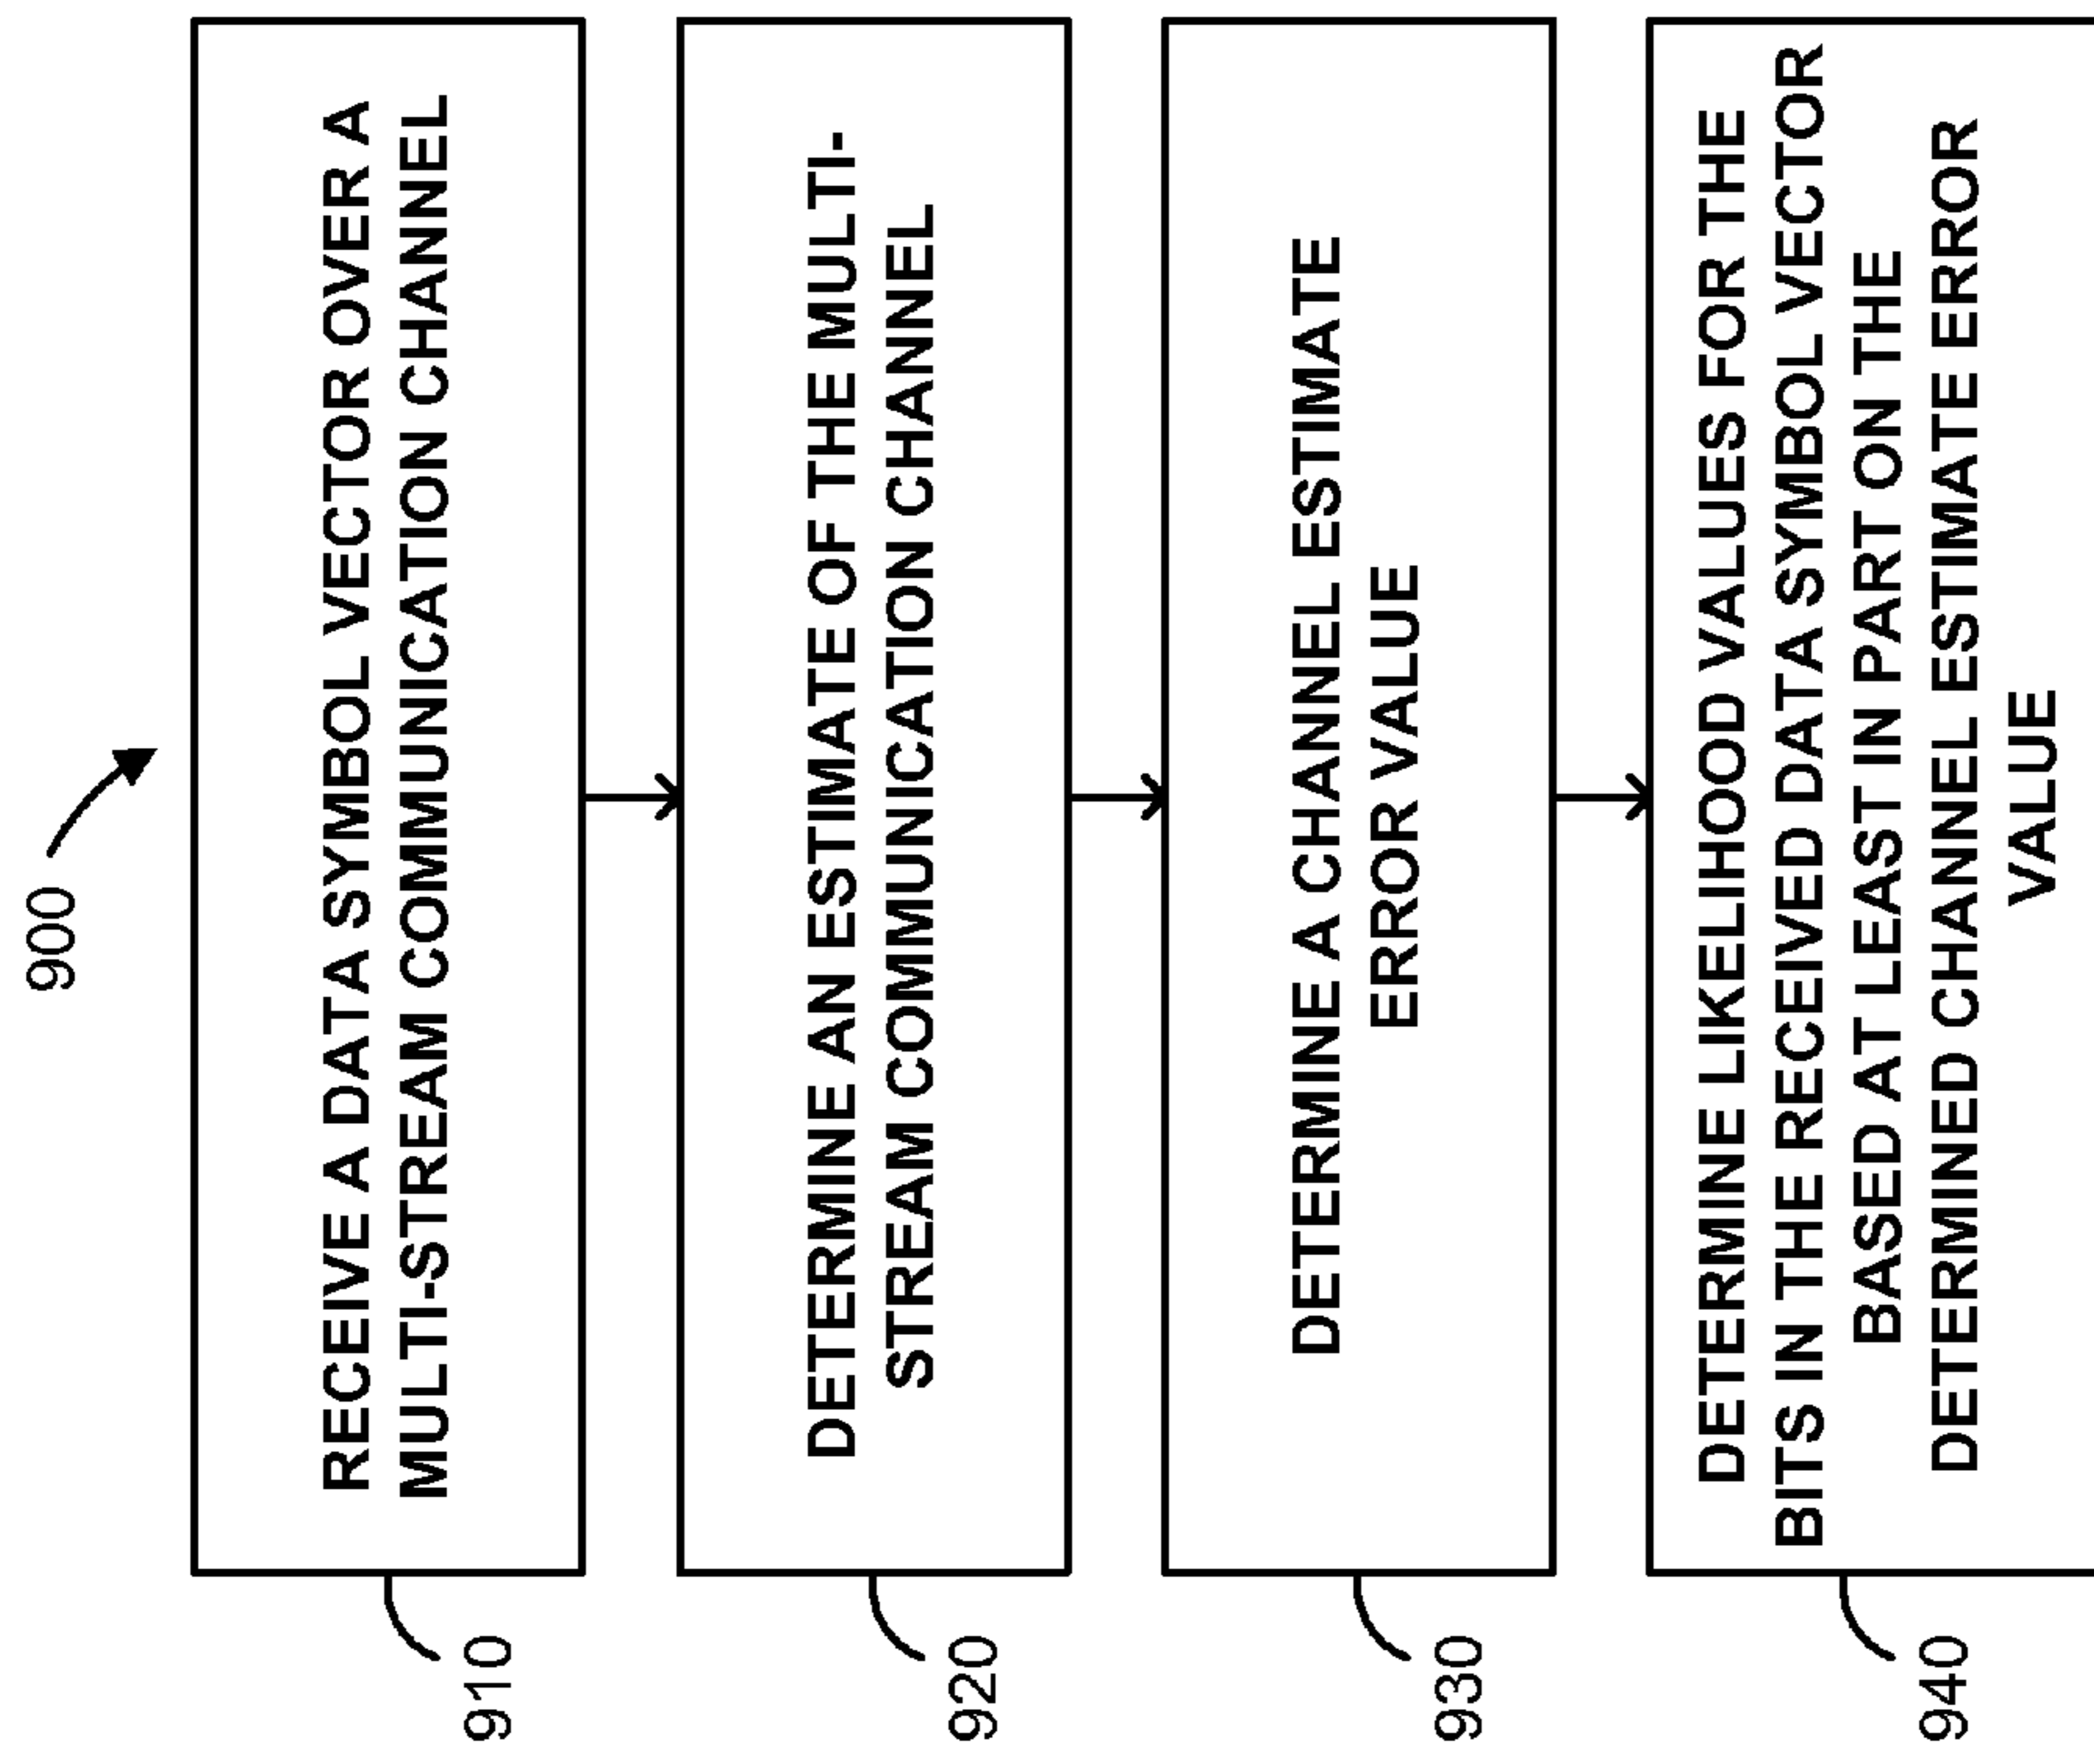 900
RECEIVE A DATA SYMBOL VECTOR OVER A
MULTI-STREAM COMMUNICATION CHANNEL
910
DETERMINE AN ESTIMATE OF THE MULTI-
STREAM COMMUNICATION CHANNEL
920
DETERMINE A CHANNEL ESTIMATE
ERROR VALUE
930
DETERMINE LIKELIHOOD VALUES FOR THE
BITS IN THE RECEIVED DATA SYMBOL VECTOR
BASED AT LEAST IN PART ON THE
DETERMINED CHANNEL ESTIMATE ERROR
VALUE
940